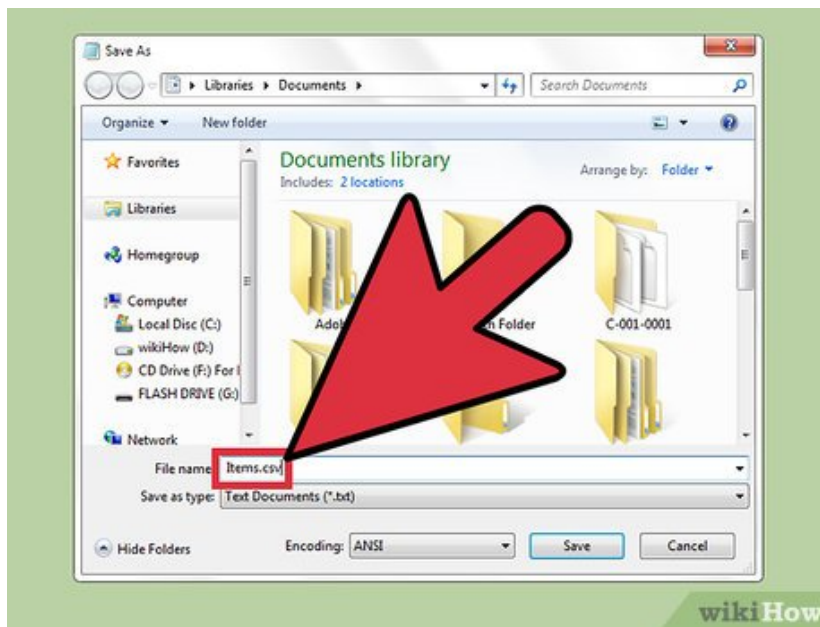 Save As
Libraries Documents
Search Documents
Organize New folder
Favorites
Libraries
Homegroup
Computer
Local Disc (C:)
wikiHow (D:)
CD Drive (F:) For
FLASH DRIVE (G:)
Network
Documents library
Includes: 2 locations
Arrange by: Folder
Folder
C-001-0001
File name: Items.csv
Save as type: Text Documents (*.txt)
Hide Folders
Encoding: ANSI
Save
Cancel
wikiHow